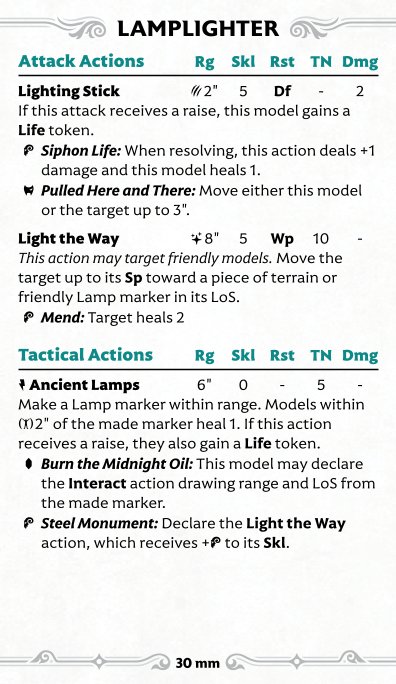 LAMPLIGHTER
Attack Actions Rg Skl Rst TN Dmg
Lighting Stick 2" 5 Df - 2
If this attack receives a raise, this model gains a
Life token.
Siphon Life: When resolving, this action deals +1
damage and this model heals 1.
Pulled Here and There: Move either this model
or the target up to 3".
Light the Way 8" 5 Wp 10 -
This action may target friendly models. Move the
target up to its Sp toward a piece of terrain or
friendly Lamp marker in its LoS.
Mend: Target heals 2
Tactical Actions Rg Skl Rst TN Dmg
Ancient Lamps 6" 0 - 5 -
Make a Lamp marker within range. Models within
2" of the made marker heal 1. If this action
receives a raise, they also gain a Life token.
Burn the Midnight Oil: This model may declare
the Interact action drawing range and LoS from
the made marker.
Steel Monument: Declare the Light the Way
action, which receives + to its Skl.
30 mm